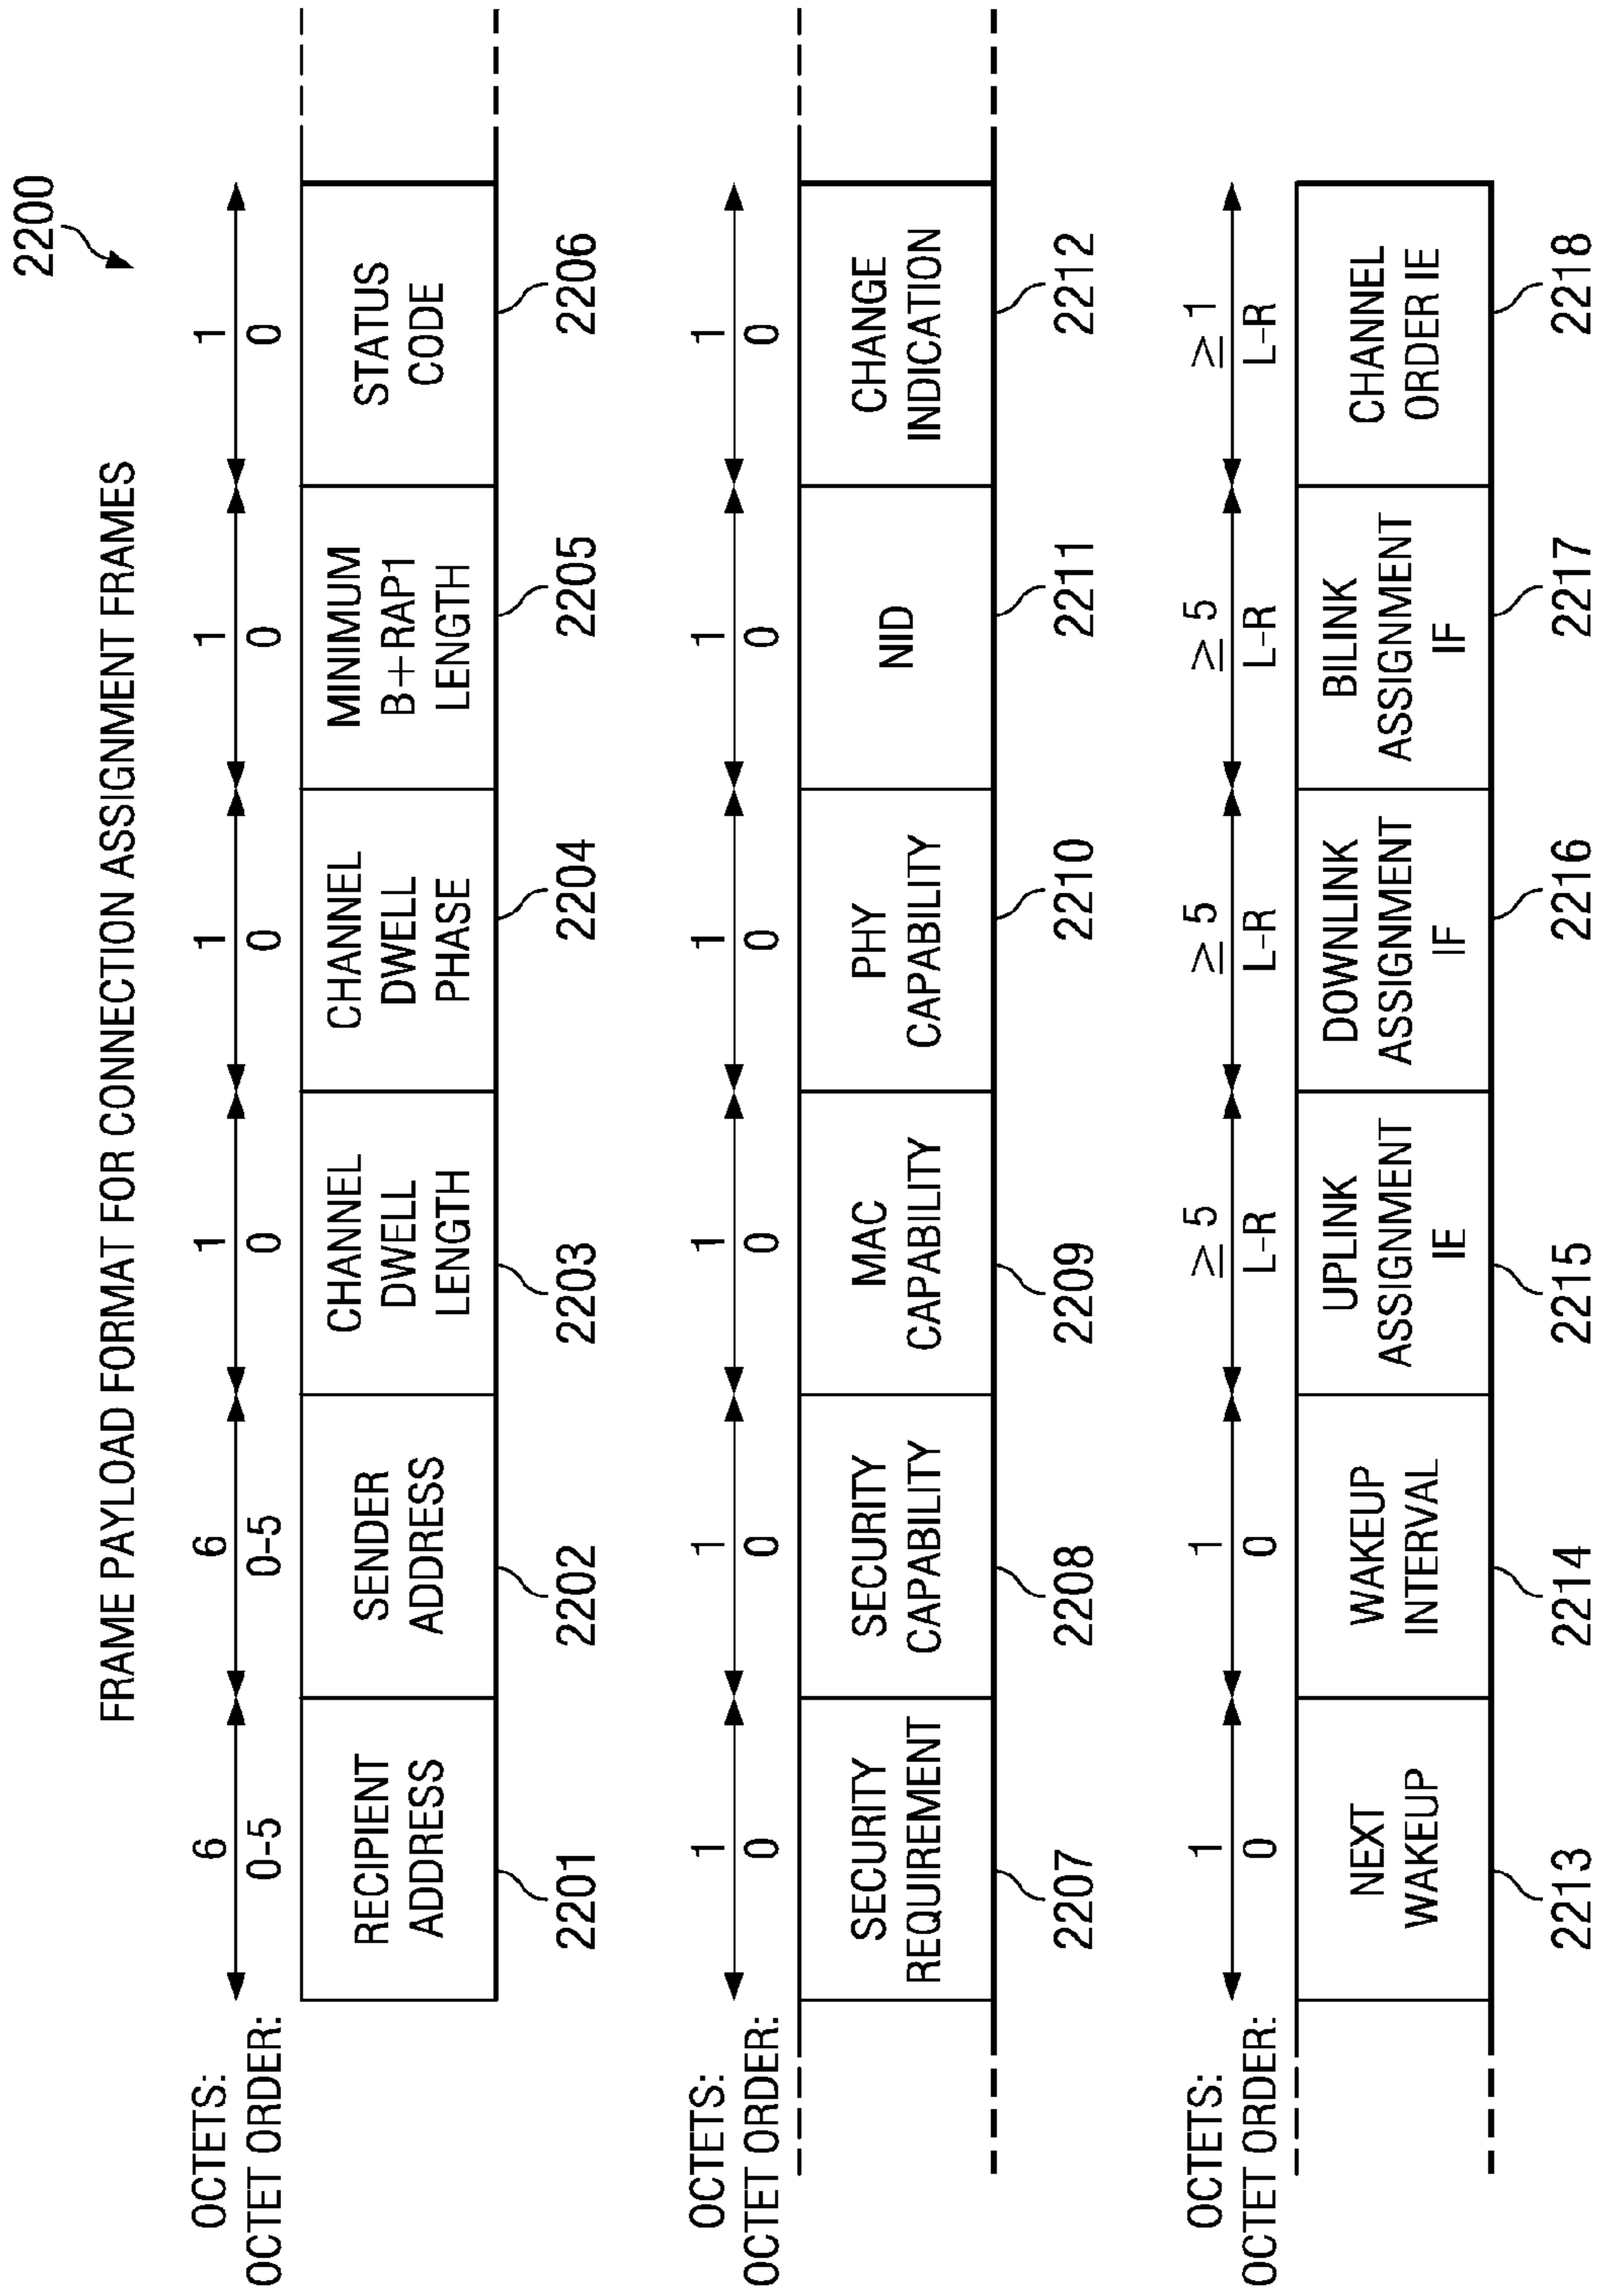 2200
FRAME PAYLOAD FORMAT FOR CONNECTION ASSIGNMENT FRAMES
OCTETS: 6 6 1 1 1 1
OCTET ORDER: 0-5 0-5 0 0 0 0
RECIPIENT ADDRESS
SENDER ADDRESS
CHANNEL DWELL LENGTH
CHANNEL DWELL PHASE
MINIMUM B+RAP1 LENGTH
STATUS CODE
2201 2202 2203 2204 2205 2206
OCTETS: 1 1 1 1 1 1
OCTET ORDER: 0 0 0 0 0 0
SECURITY REQUIREMENT
SECURITY CAPABILITY
MAC CAPABILITY
PHY CAPABILITY
NID
CHANGE INDICATION
2207 2208 2209 2210 2211 2212
OCTETS: 1 1 ≥ 5 ≥ 5 ≥ 5 ≥ 1
OCTET ORDER: 0 0 L-R L-R L-R L-R
NEXT WAKEUP
WAKEUP INTERVAL
UPLINK ASSIGNMENT IE
DOWNLINK ASSIGNMENT IF
BILINK ASSIGNMENT IF
CHANNEL ORDER IE
2213 2214 2215 2216 2217 2218